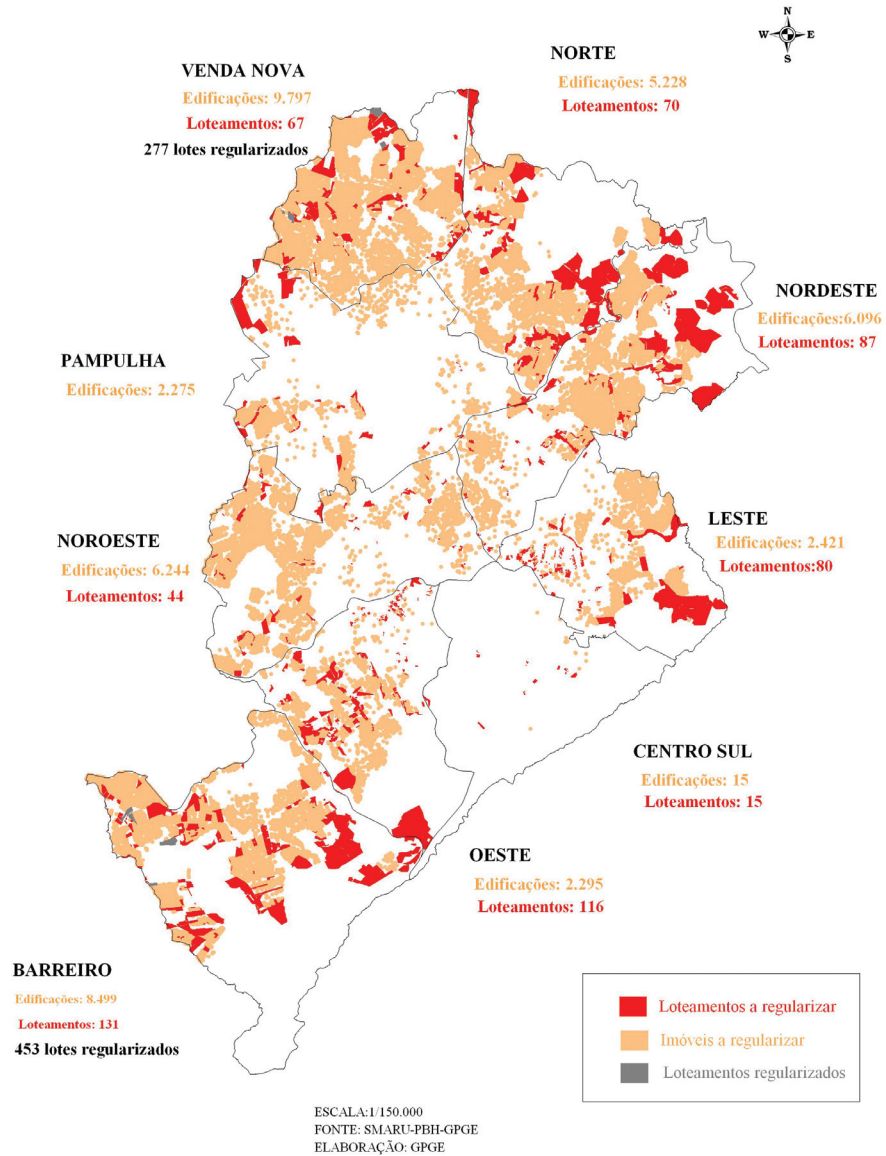 N
W E
S
NORTE
Edificações: 5.228
Loteamentos: 70
VENDA NOVA
Edificações: 9.797
Loteamentos: 67
277 lotes regularizados
NORDESTE
Edificações:6.096
Loteamentos: 87
PAMPULHA
Edificações: 2.275
LESTE
Edificações: 2.421
Loteamentos:80
NOROESTE
Edificações: 6.244
Loteamentos: 44
CENTRO SUL
Edificações: 15
Loteamentos: 15
OESTE
Edificações: 2.295
Loteamentos: 116
BARREIRO
Edificações: 8.499
Loteamentos: 131
453 lotes regularizados
Loteamentos a regularizar
Imóveis a regularizar
Loteamentos regularizados
ESCALA:1/150.000
FONTE: SMARU-PBH-GPGE
ELABORAÇÃO: GPGE